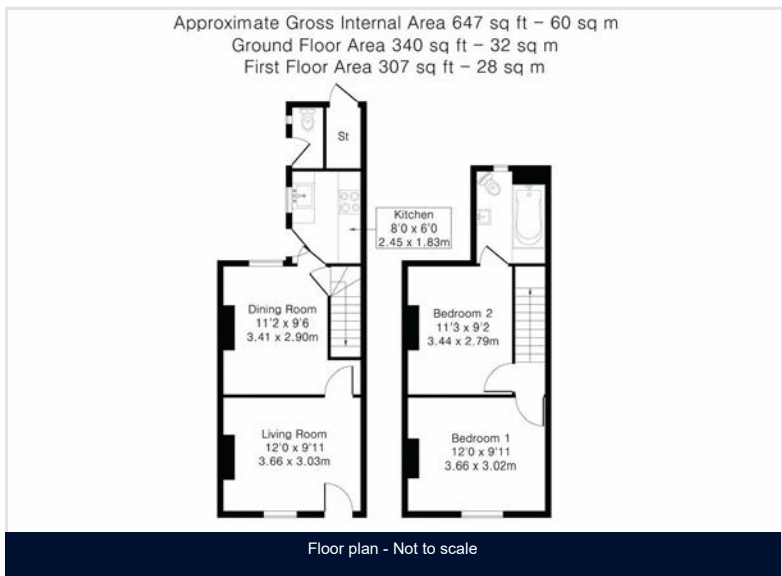 Approximate Gross Internal Area 647 sq ft – 60 sq m
Ground Floor Area 340 sq ft – 32 sq m
First Floor Area 307 sq ft – 28 sq m
St
Kitchen
8'0 x 6'0
2.45 x 1.83m
Dining Room
11'2 x 9'6
3.41 x 2.90m
Living Room
12'0 x 9'11
3.66 x 3.03m
Bedroom 2
11'3 x 9'2
3.44 x 2.79m
Bedroom 1
12'0 x 9'11
3.66 x 3.02m
Floor plan - Not to scale